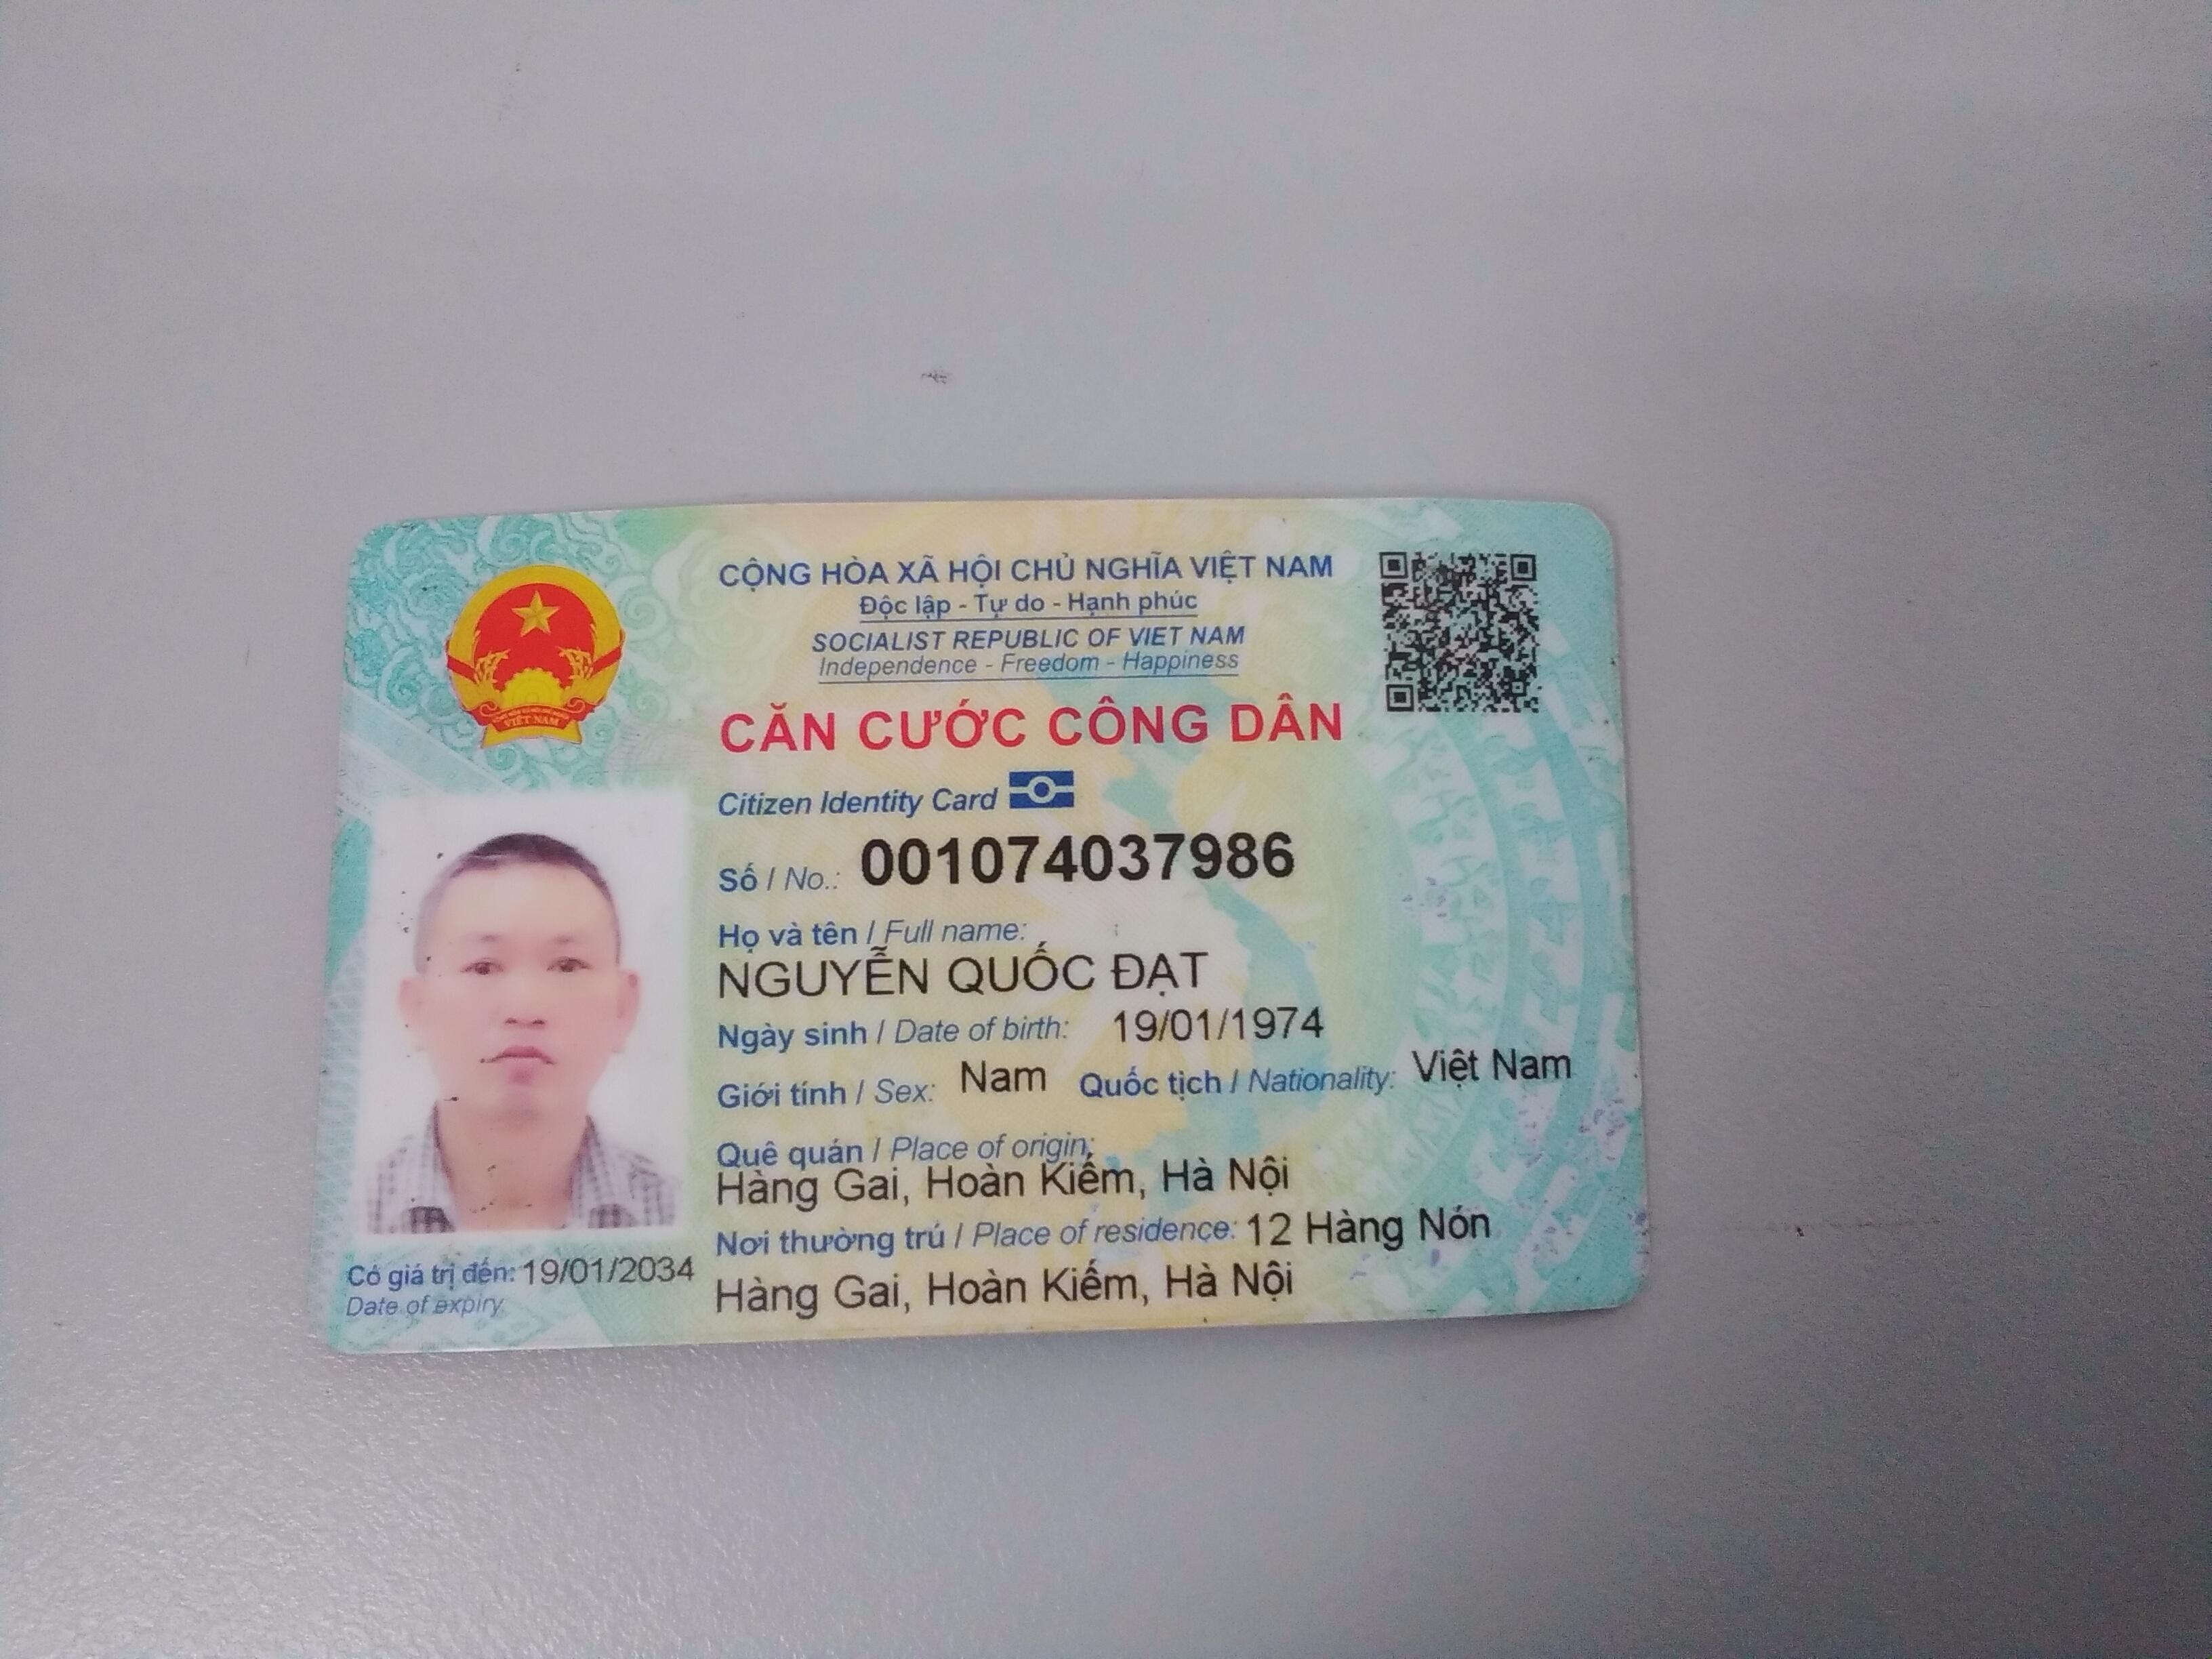 CỘNG HÒA XÃ HỘI CHỦ NGHĨA VIỆT NAM
Độc lập - Tự do - Hạnh phúc
SOCIALIST REPUBLIC OF VIET NAM
Independence - Freedom - Happiness
CĂN CƯỚC CÔNG DÂN
Citizen Identity Card
Số / No.: 001074037986
Họ và tên / Full name:
NGUYỄN QUỐC ĐẠT
Ngày sinh / Date of birth: 19/01/1974
Giới tính / Sex: Nam Quốc tịch / Nationality: Việt Nam
Quê quán / Place of origin:
Hàng Gai, Hoàn Kiếm, Hà Nội
Nơi thường trú / Place of residence: 12 Hàng Nón
Hàng Gai, Hoàn Kiếm, Hà Nội
Có giá trị đến: 19/01/2034
Date of expiry
VIỆT NAM